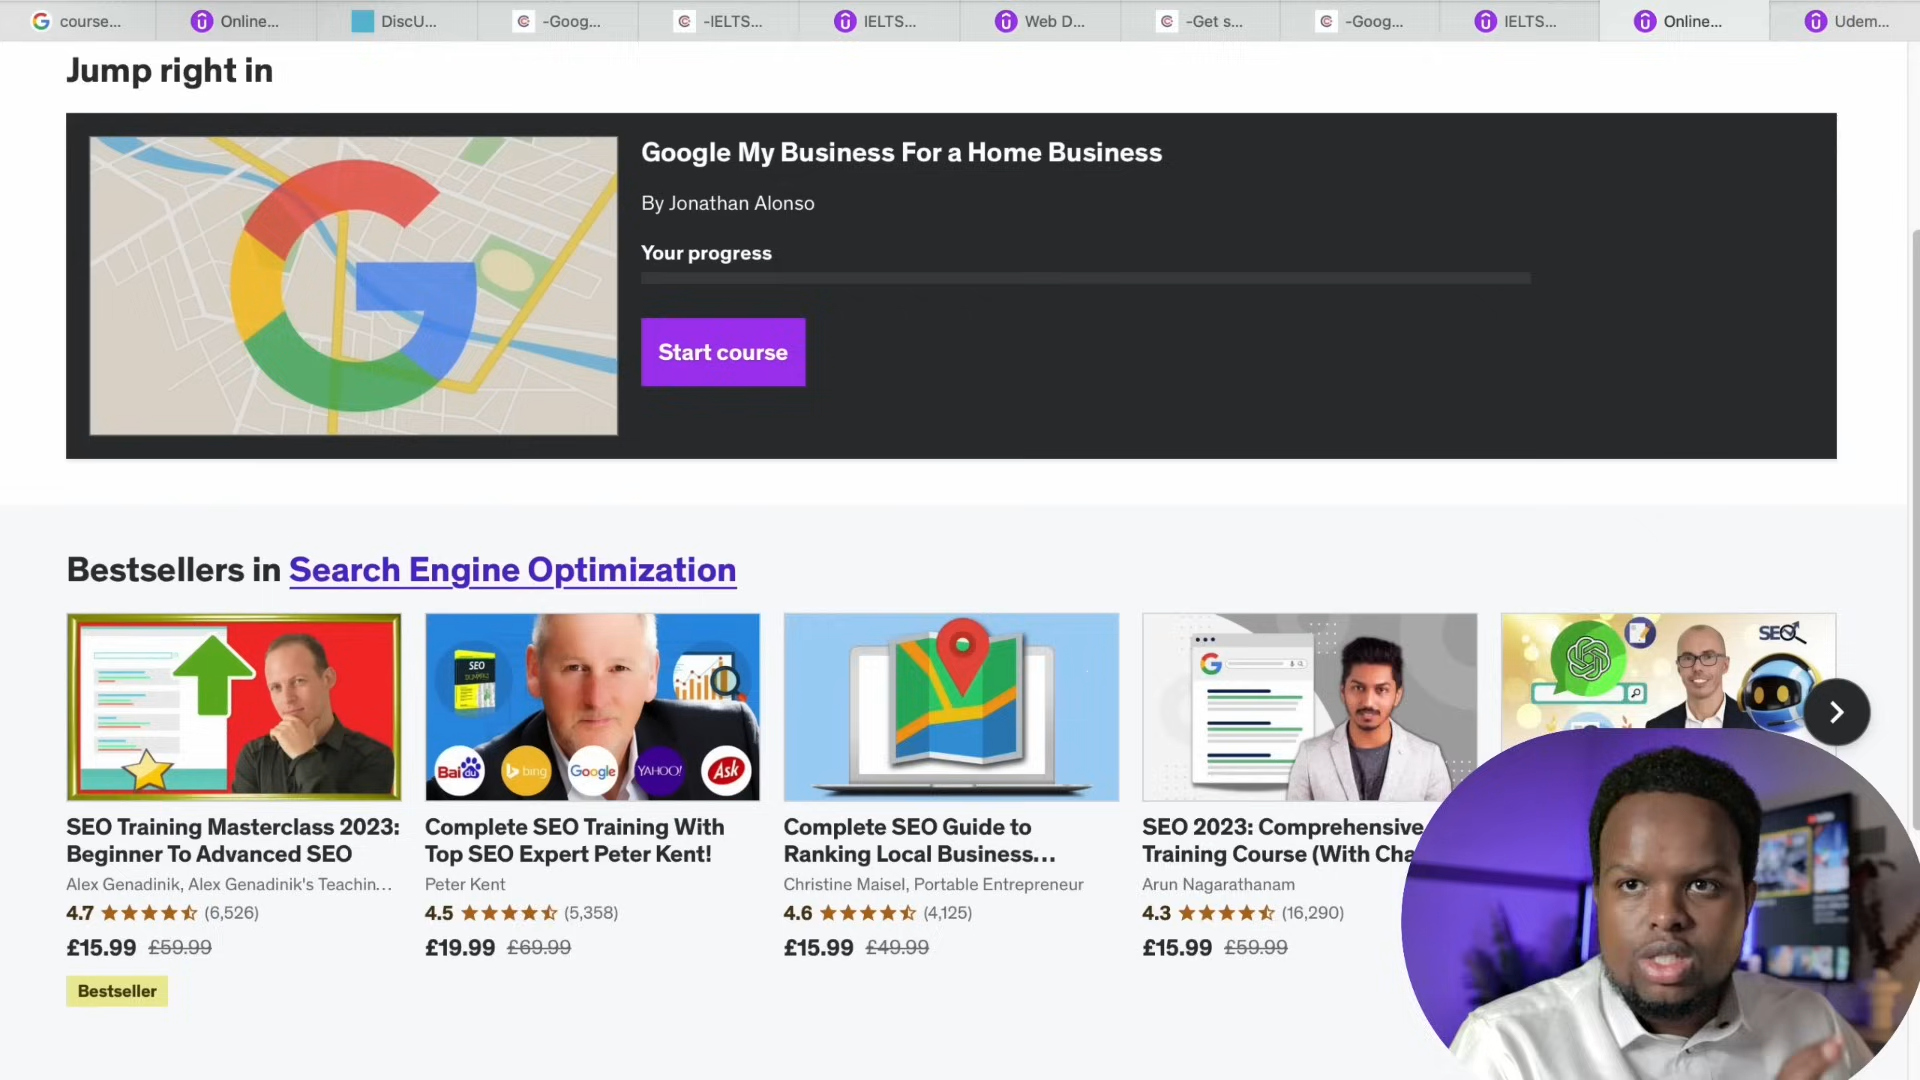 course...
Online...
DiscU...
-Goog...
-IELTS...
IELTS...
Web D...
-Get s...
-Goog...
IELTS...
Online...
Udem...
Jump right in
Google My Business For a Home Business
By Jonathan Alonso
Your progress
Start course
Bestsellers in Search Engine Optimization
SEO
Baidu
bing
Google
YAHOO!
Ask
SEO
SEO Training Masterclass 2023:
Beginner To Advanced SEO
Alex Genadinik, Alex Genadinik's Teachin...
4.7 (6,526)
£15.99 £59.99
Bestseller
Complete SEO Training With
Top SEO Expert Peter Kent!
Peter Kent
4.5 (5,358)
£19.99 £69.99
Complete SEO Guide to
Ranking Local Business...
Christine Maisel, Portable Entrepreneur
4.6 (4,125)
£15.99 £49.99
SEO 2023: Comprehensive
Training Course (With Cha
Arun Nagarathanam
4.3 (16,290)
£15.99 £59.99